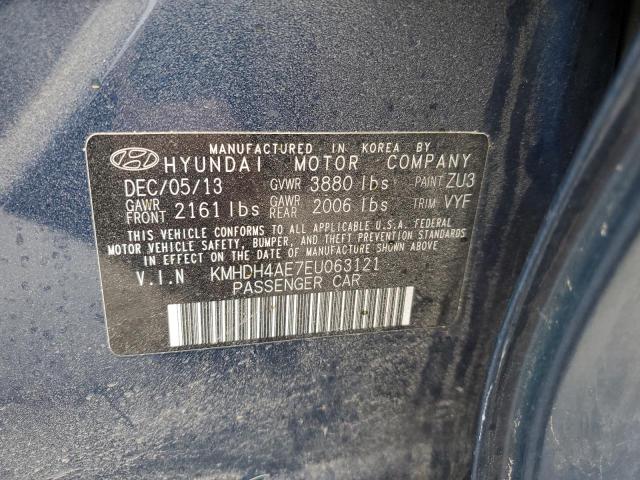 MANUFACTURED IN KOREA BY
HYUNDAI MOTOR COMPANY
DEC/05/13 GVWR 3880 lbs PAINT ZU3
GAWR FRONT 2161 lbs GAWR REAR 2006 lbs TRIM VYF
THIS VEHICLE CONFORMS TO ALL APPLICABLE U.S.A. FEDERAL
MOTOR VEHICLE SAFETY, BUMPER, AND THEFT PREVENTION STANDARDS
IN EFFECT ON THE DATE OF MANUFACTURE SHOWN ABOVE.
V.I.N KMHDH4AE7EU063121
PASSENGER CAR